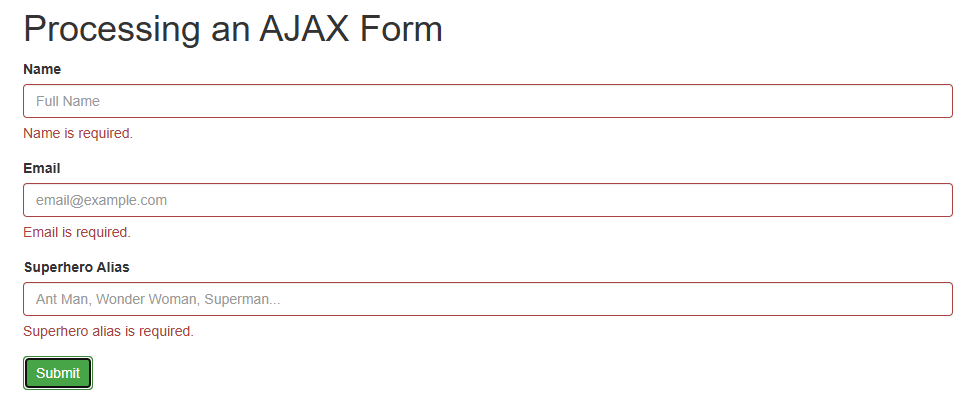 Processing an AJAX Form
Name
Full Name
Name is required.
Email
email@example.com
Email is required.
Superhero Alias
Ant Man, Wonder Woman, Superman...
Superhero alias is required.
Submit